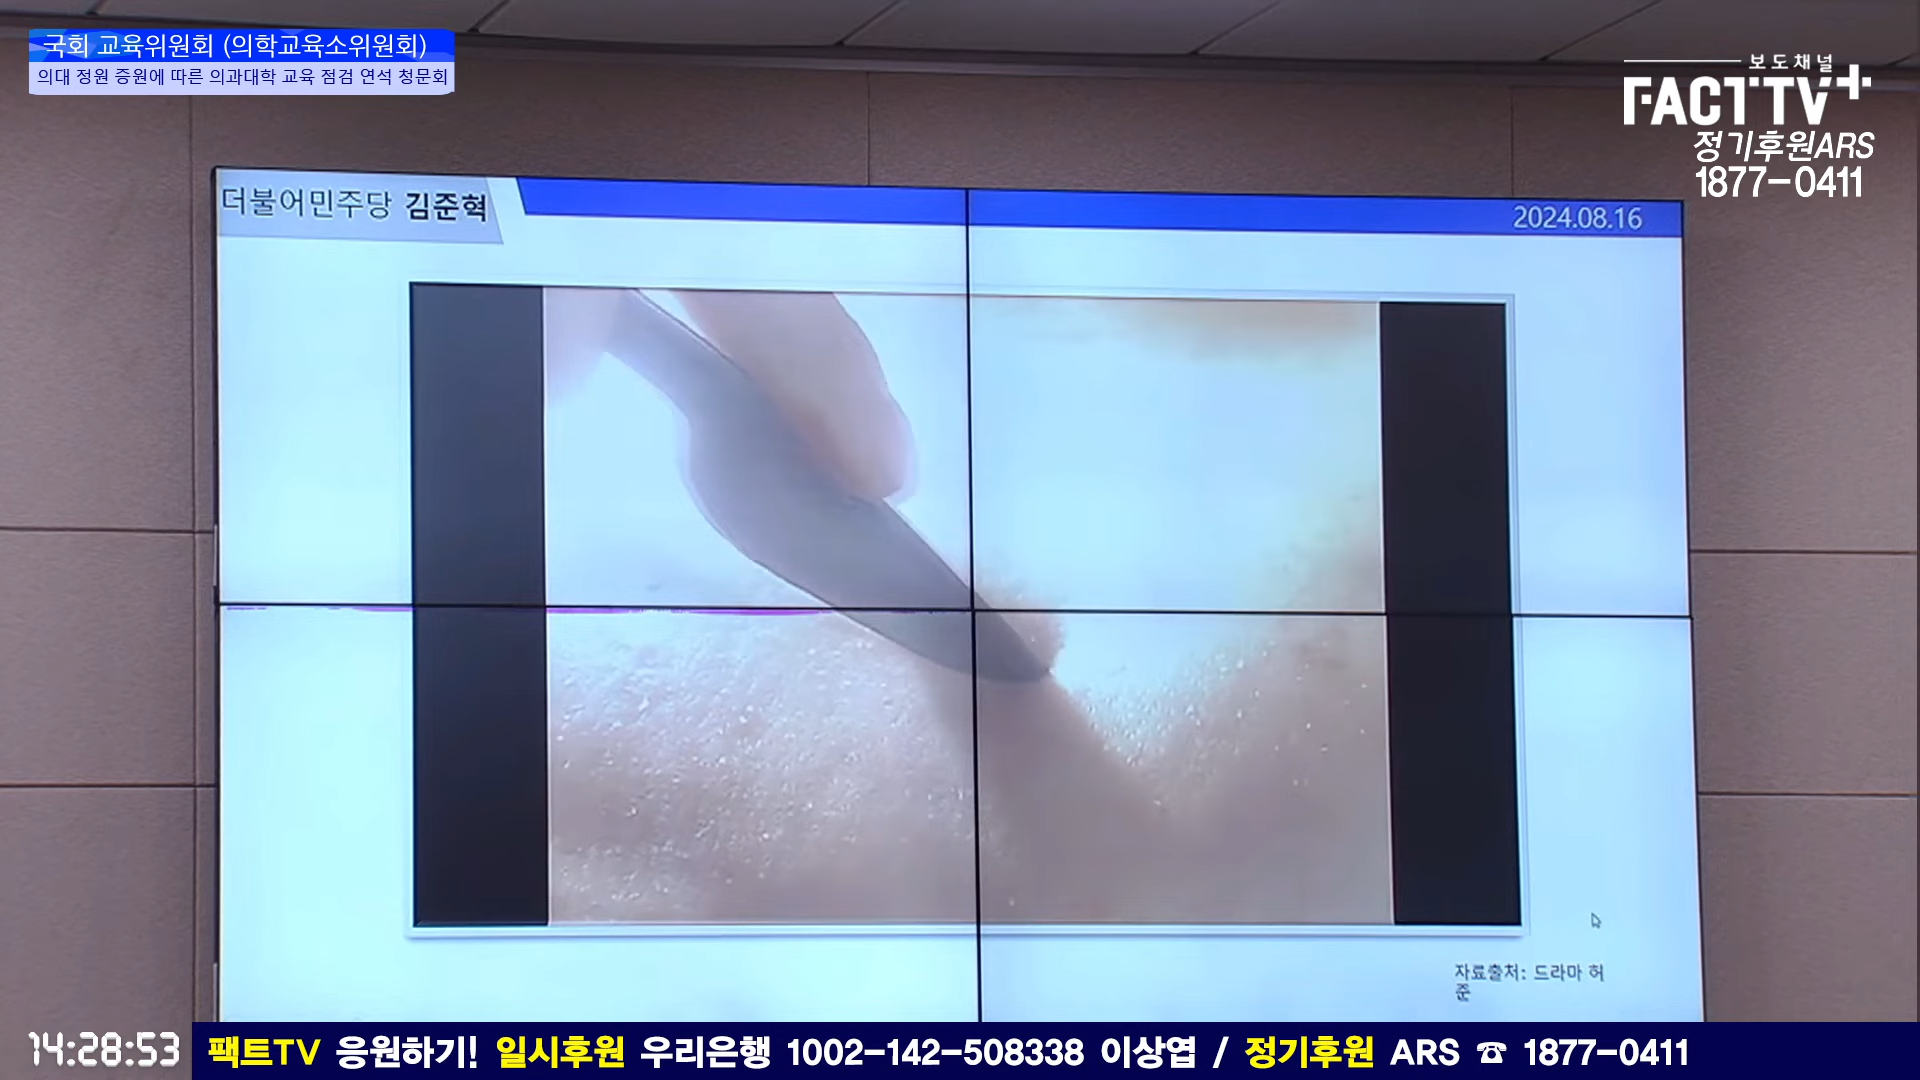 국회 교육위원회 (의학교육소위원회)
의대 정원 증원에 따른 의과대학 교육 점검 연석 청문회
보도채널
FACTTV+
정기후원ARS
1877-0411
더불어민주당 김준혁
2024.08.16
자료출처: 드라마 허
준
14:28:53 팩트TV 응원하기! 일시후원 우리은행 1002-142-508338 이상엽 / 정기후원 ARS ☎ 1877-0411